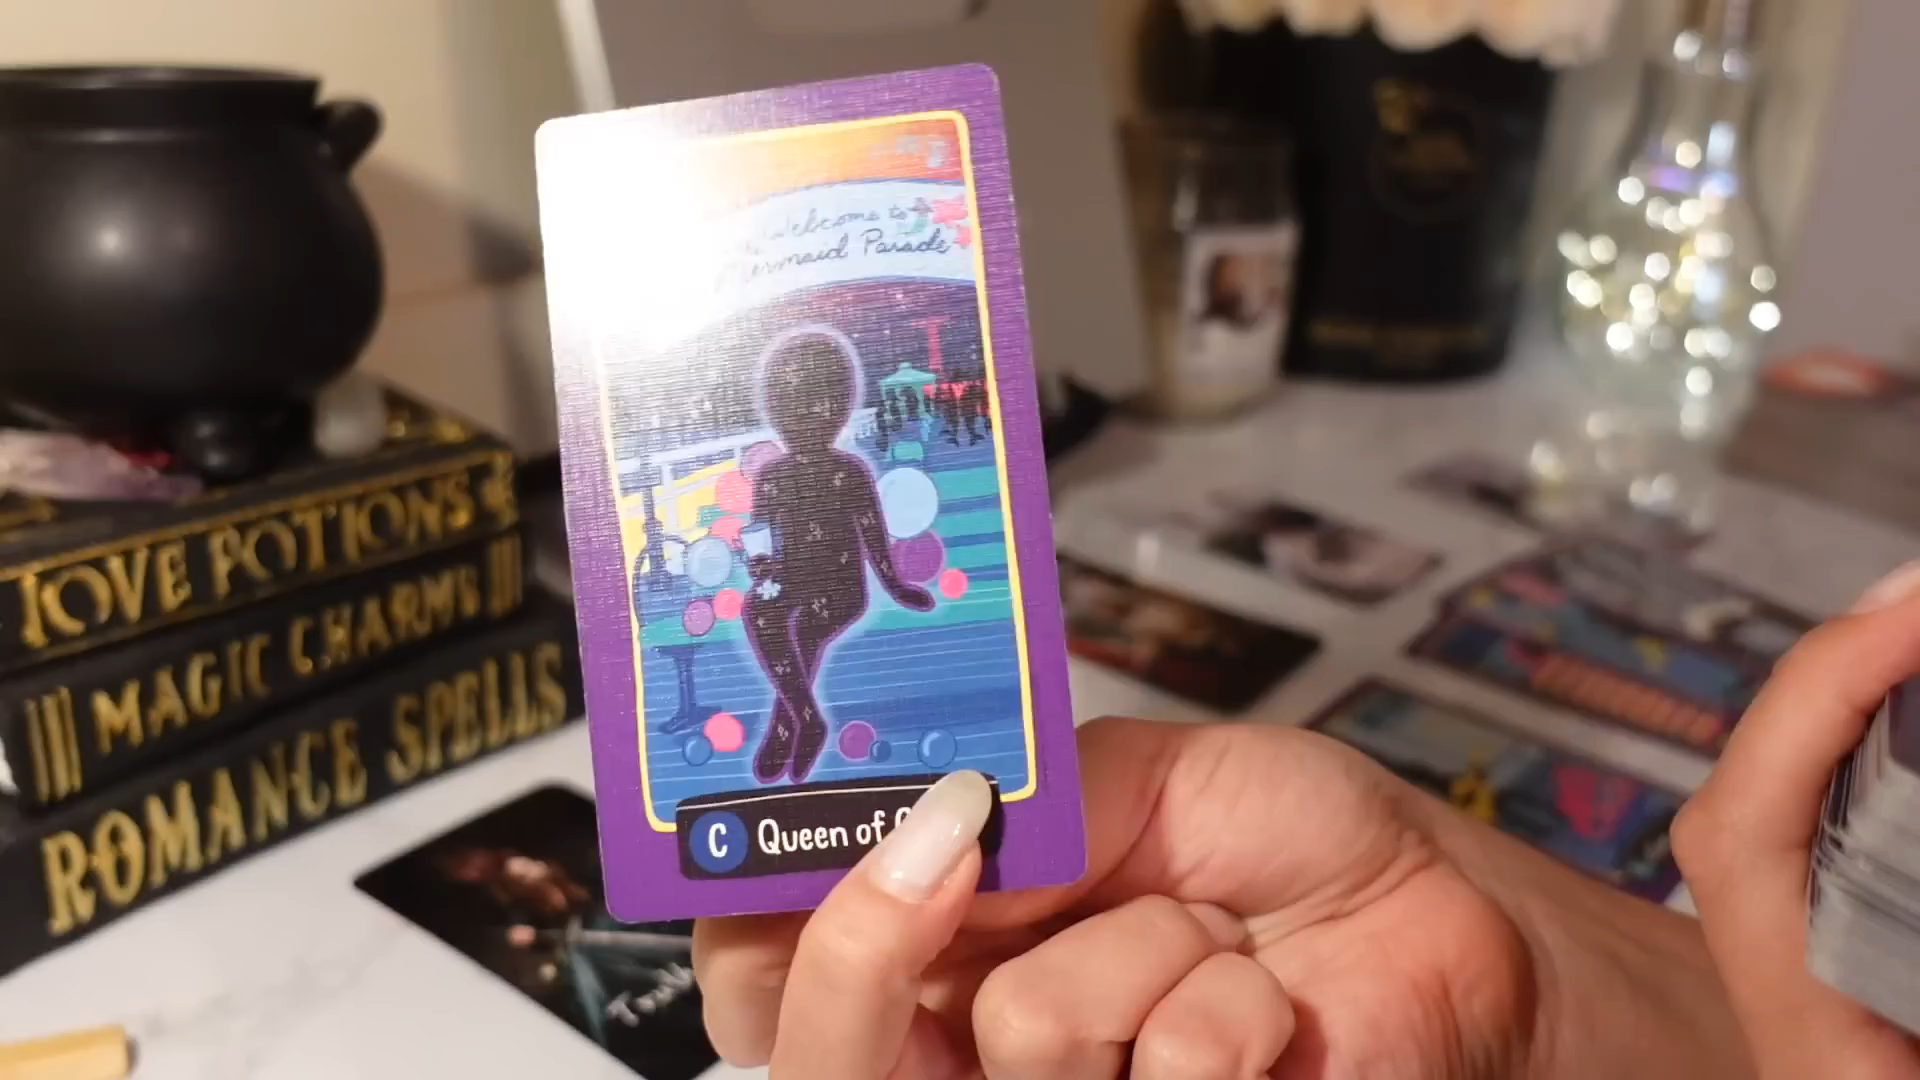 Welcome to
Mermaid Parade
C Queen of
LOVE POTIONS
MAGIC CHARMS
ROMANCE SPELLS